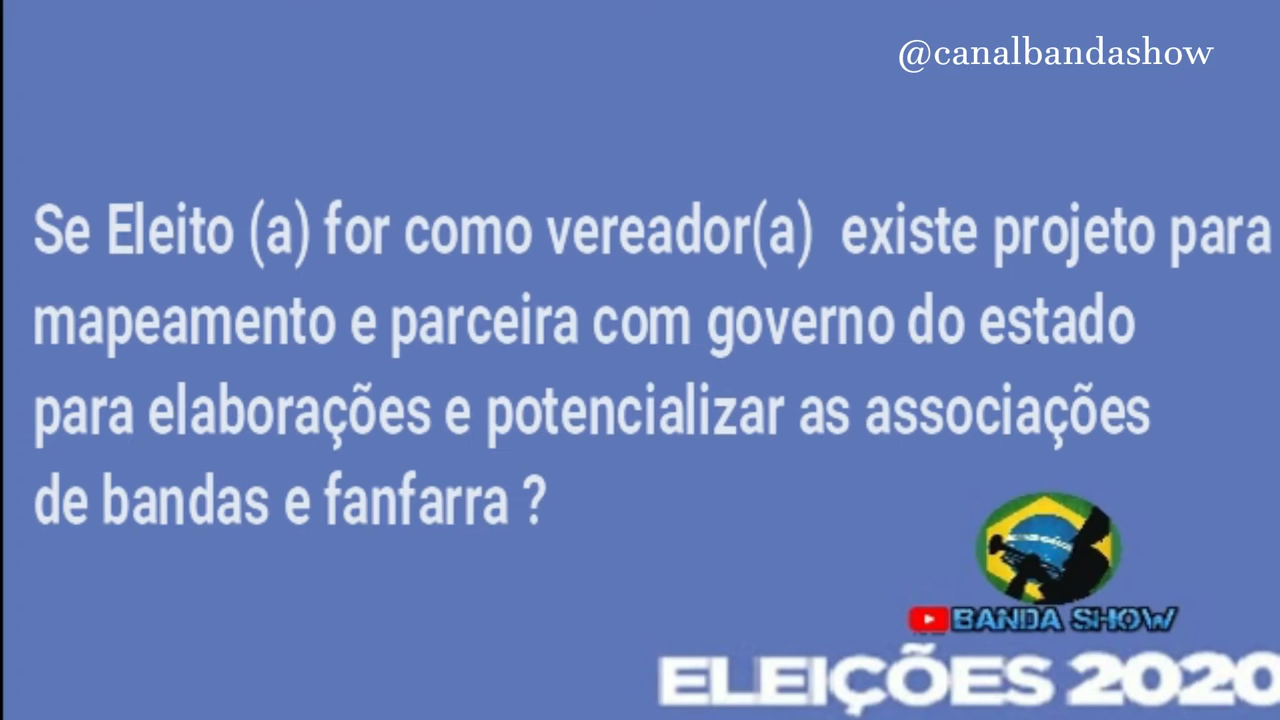 @canalbandashow
Se Eleito (a) for como vereador(a) existe projeto para
mapeamento e parceira com governo do estado
para elaborações e potencializar as associações
de bandas e fanfarra ?
BANDA SHOW
ELEIÇÕES 2020